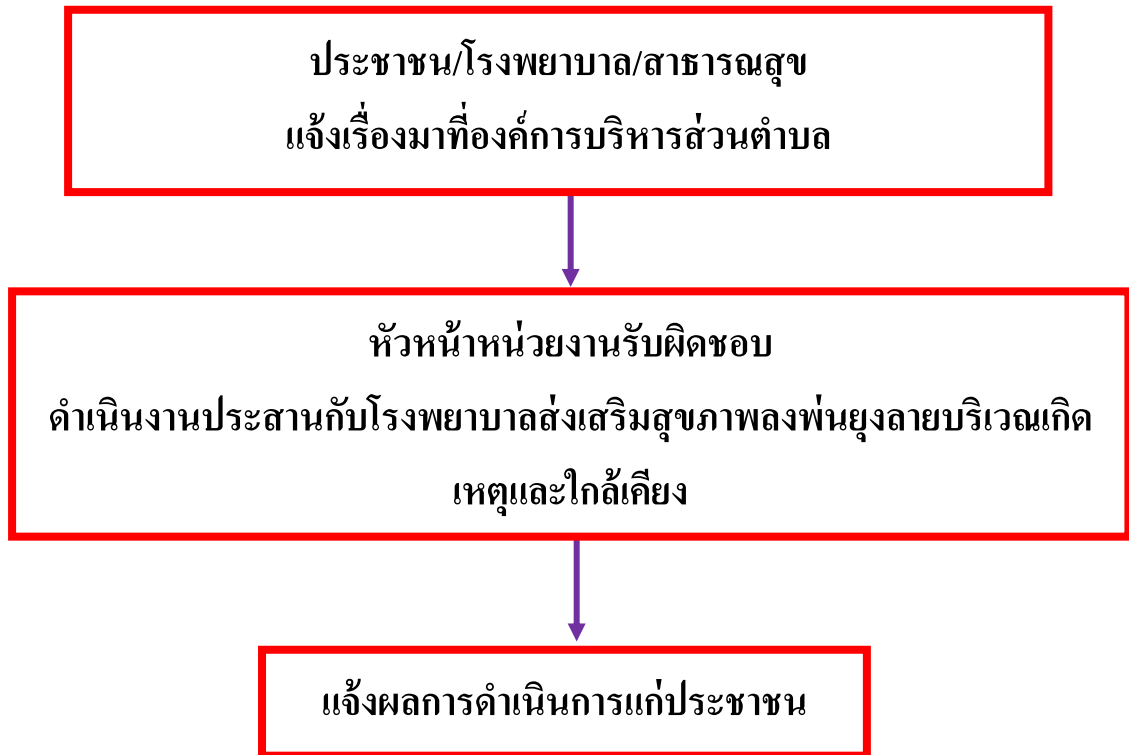 ประชาชน/โรงพยาบาล/สาธารณสุข
แจ้งเรื่องมาที่องค์การบริหารส่วนตำบล
หัวหน้าหน่วยงานรับผิดชอบ
ดำเนินงานประสานกับโรงพยาบาลส่งเสริมสุขภาพลงพ่นยุงลายบริเวณเกิด
เหตุและใกล้เคียง
แจ้งผลการดำเนินการแก่ประชาชน